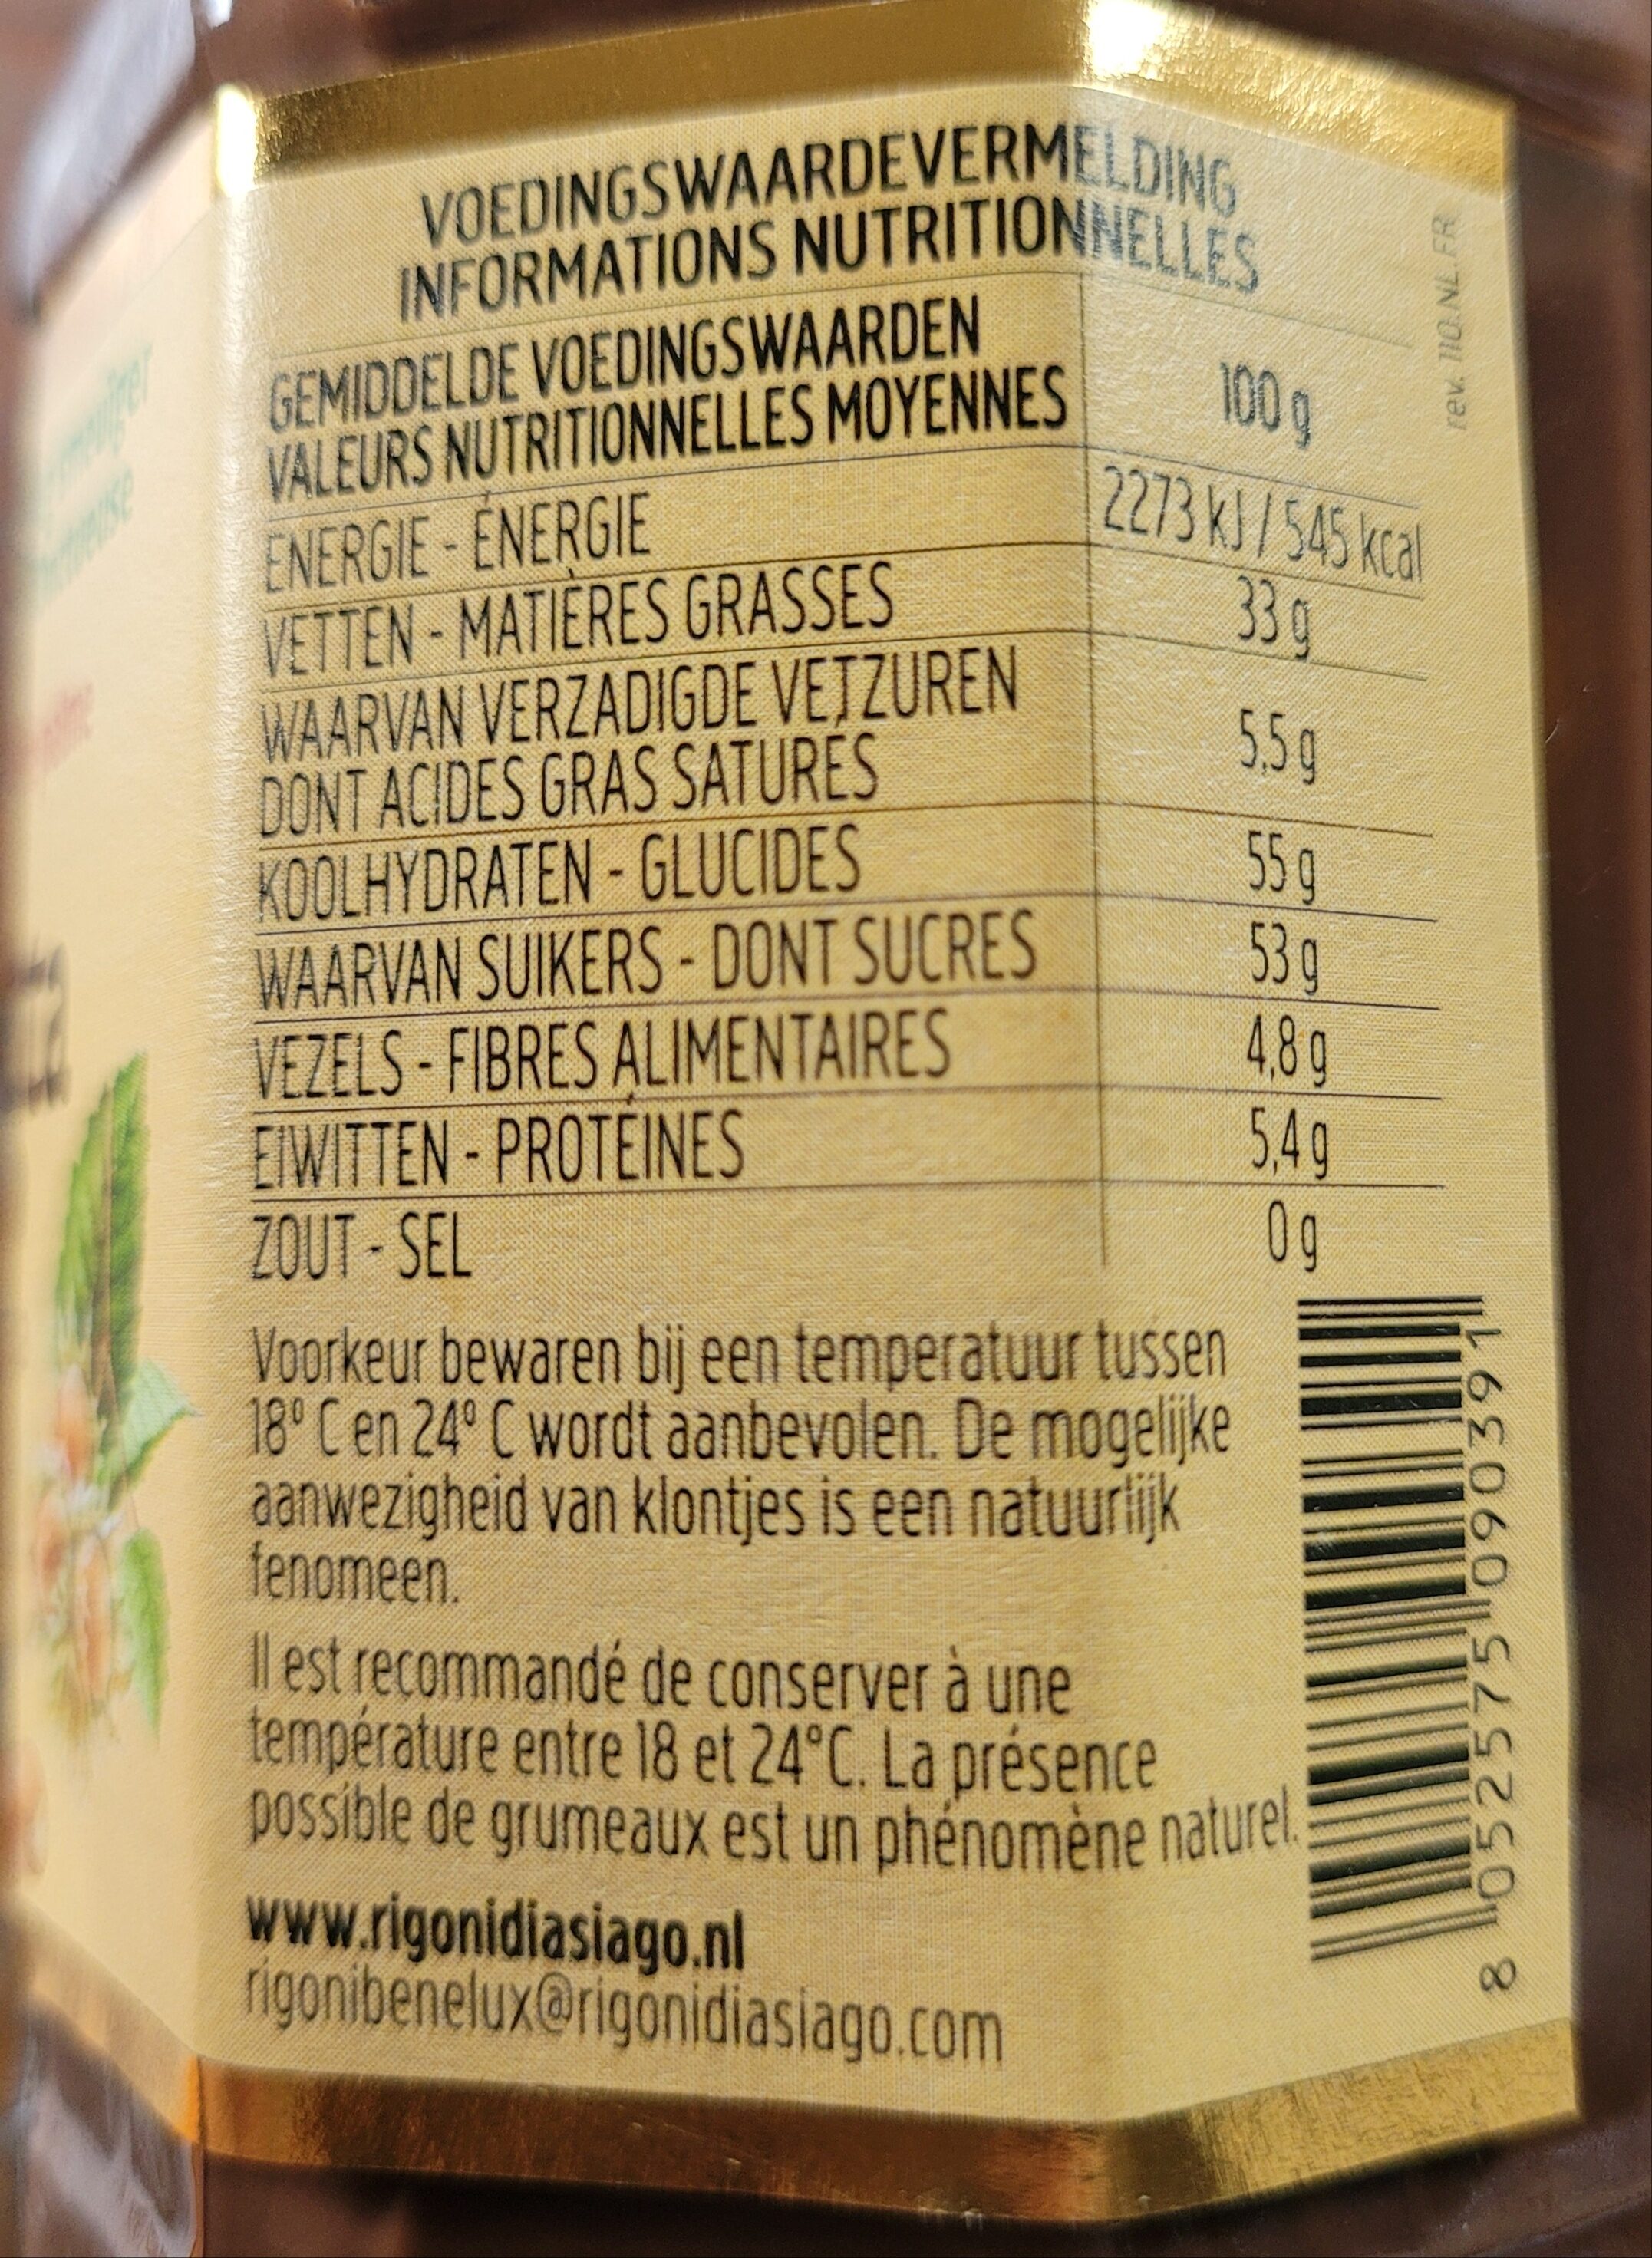 VOEDINGSWAARDEVERMELDING
INFORMATIONS NUTRITIONNELLES
GEMIDDELDE VOEDINGSWAARDEN
VALEURS NUTRITIONNELLES MOYENNES 100 g
ENERGIE - ÉNERGIE 2273 kJ / 545 kcal
VETTEN - MATIÈRES GRASSES 33 g
WAARVAN VERZADIGDE VETZUREN
DONT ACIDES GRAS SATURÉS 5,5 g
KOOLHYDRATEN - GLUCIDES 55 g
WAARVAN SUIKERS - DONT SUCRES 53 g
VEZELS - FIBRES ALIMENTAIRES 4,8 g
EIWITTEN - PROTÉINES 5,4 g
ZOUT - SEL 0 g
Voorkeur bewaren bij een temperatuur tussen
18° C en 24° C wordt aanbevolen. De mogelijke
aanwezigheid van klontjes is een natuurlijk
fenomeen.
Il est recommandé de conserver à une
température entre 18 et 24°C. La présence
possible de grumeaux est un phénomène naturel.
www.rigonidiasiago.nl
rigonibenelux@rigonidiasiago.com
rev. 110.NL.FR
8 052575 090391